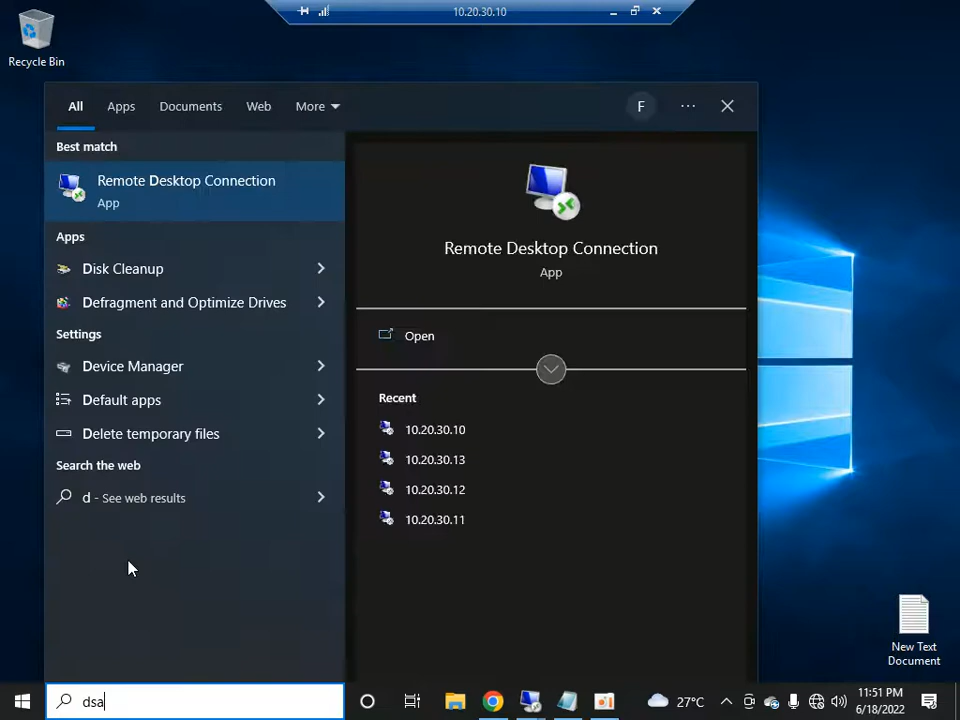 10.20.30.10
Recycle Bin
All Apps Documents Web More F ...
Best match
Remote Desktop Connection
App
Apps
Disk Cleanup
Defragment and Optimize Drives
Settings
Device Manager
Default apps
Delete temporary files
Search the web
d - See web results
Remote Desktop Connection
App
Open
Recent
10.20.30.10
10.20.30.13
10.20.30.12
10.20.30.11
New Text
Document
dsa
27°C
11:51 PM
6/18/2022